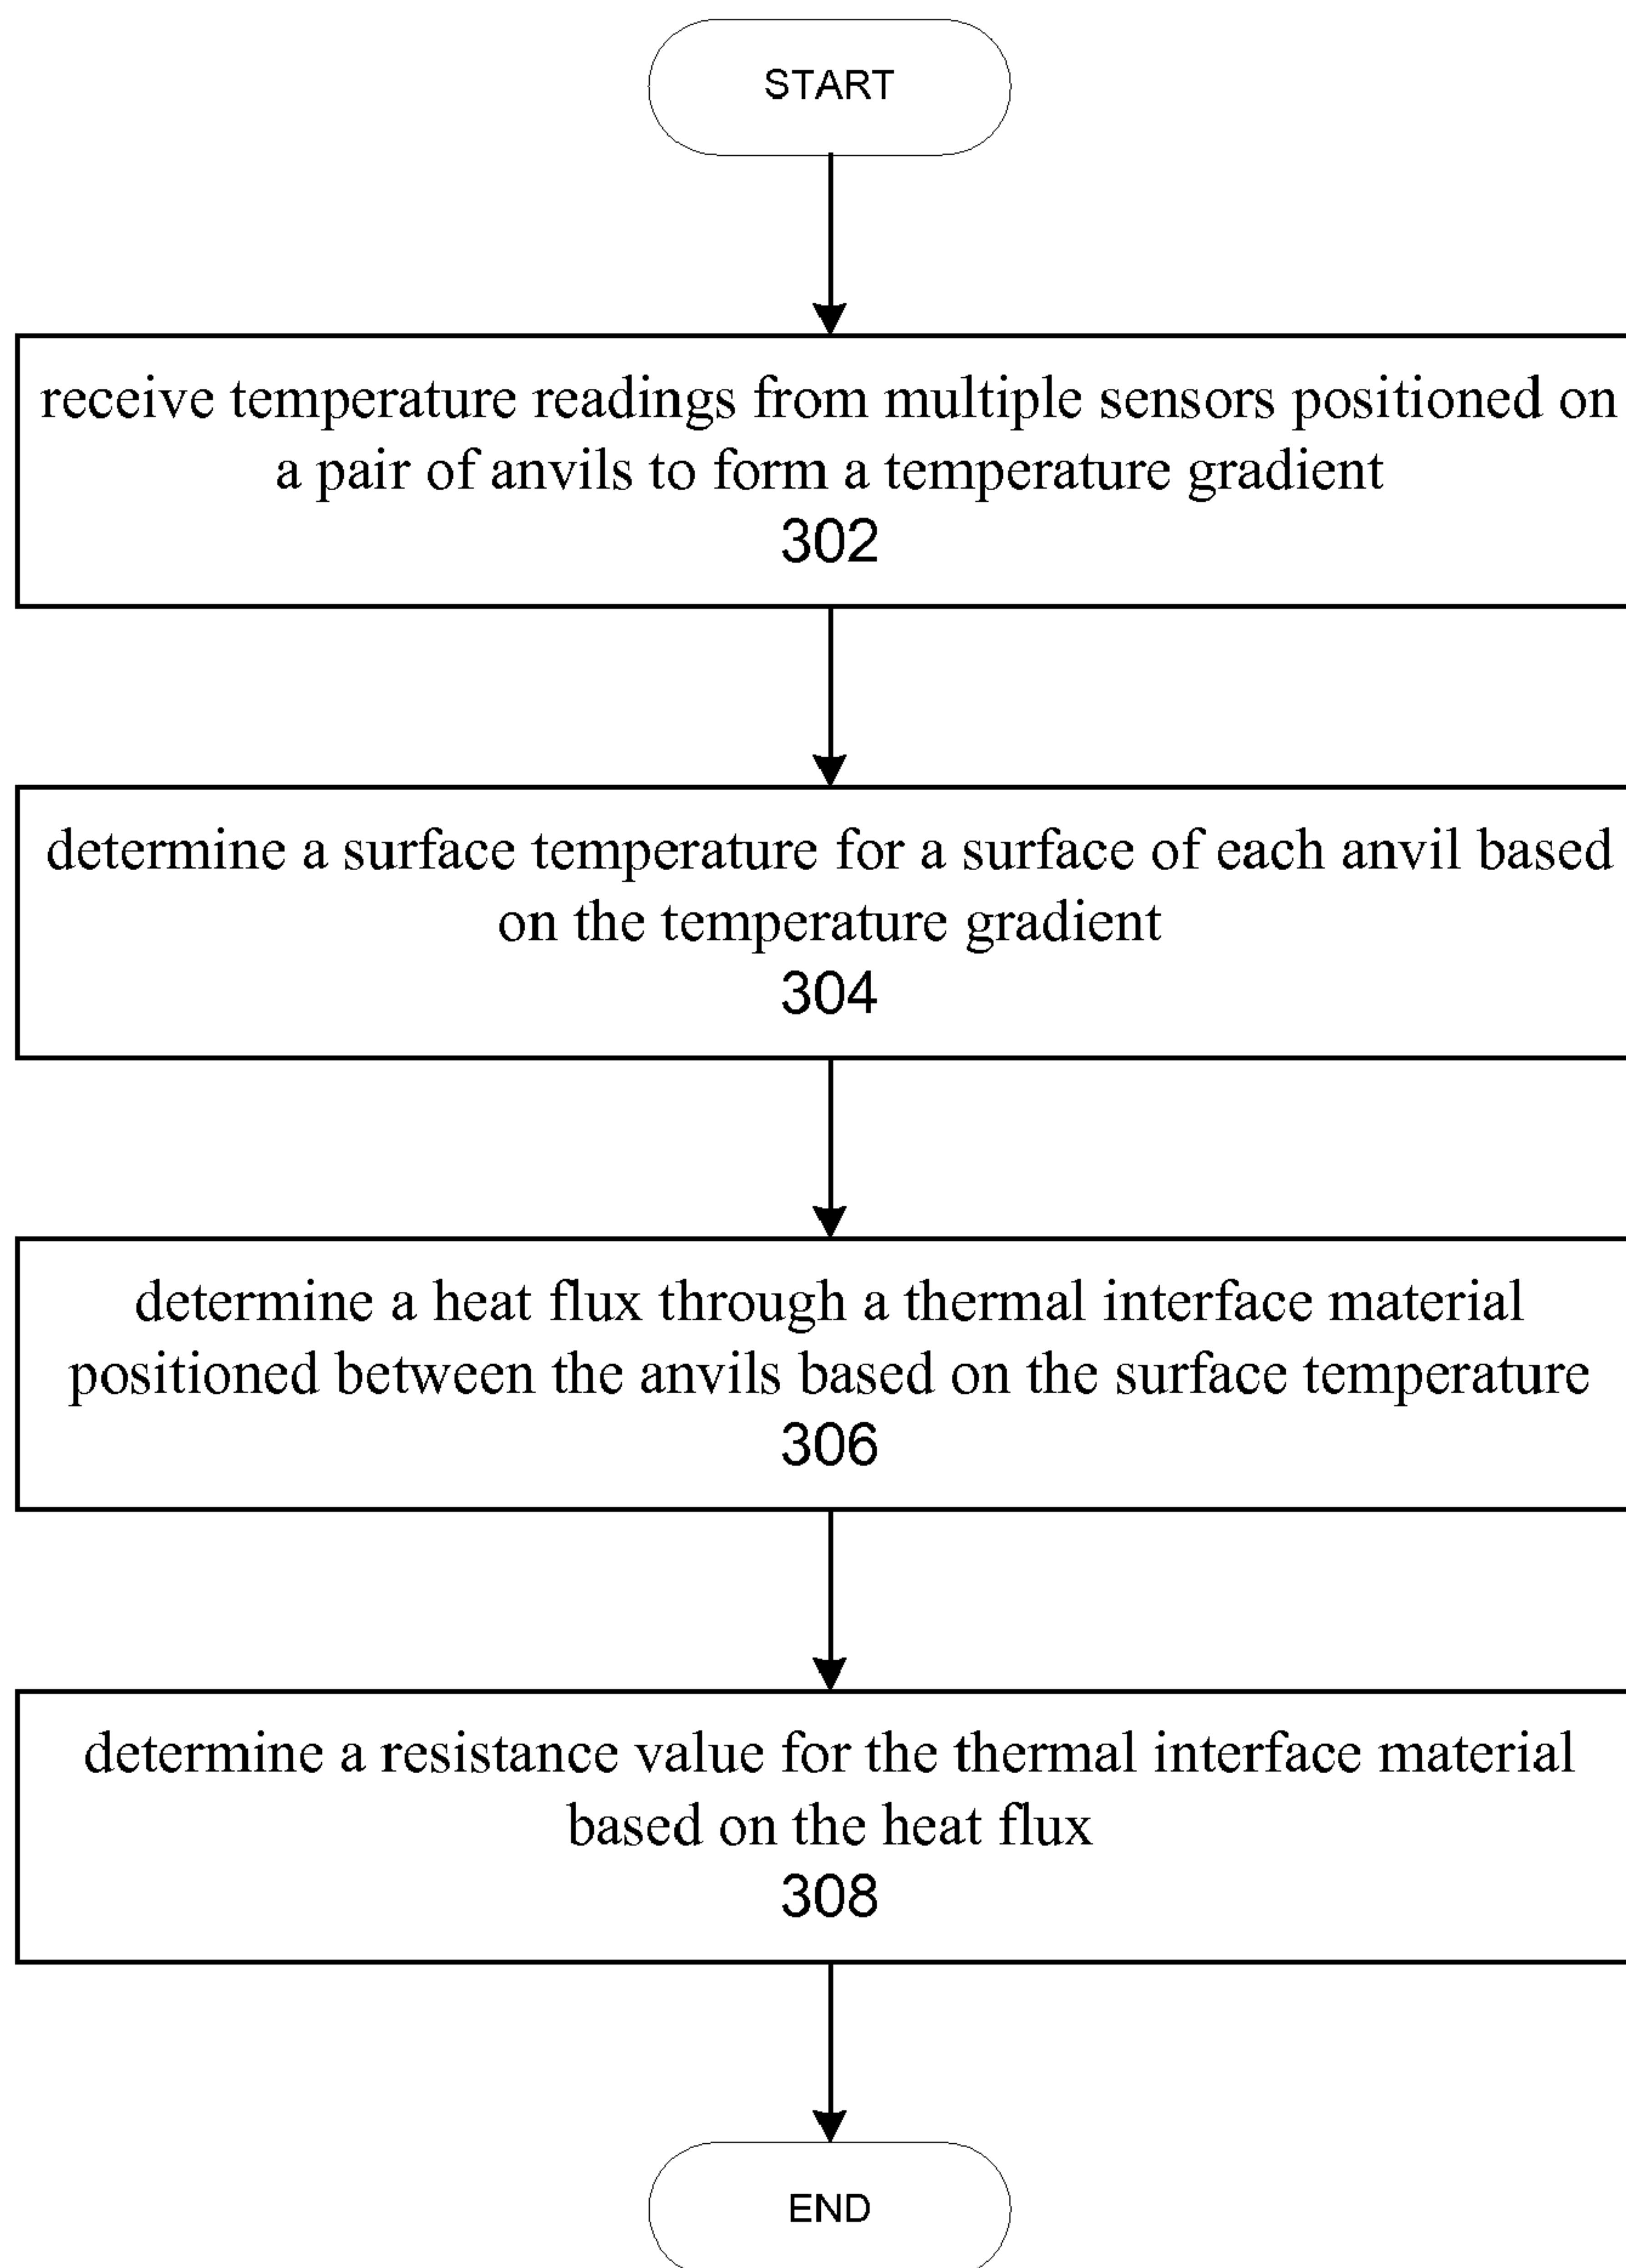 START
receive temperature readings from multiple sensors positioned on
a pair of anvils to form a temperature gradient
302
determine a surface temperature for a surface of each anvil based
on the temperature gradient
304
determine a heat flux through a thermal interface material
positioned between the anvils based on the surface temperature
306
determine a resistance value for the thermal interface material
based on the heat flux
308
END